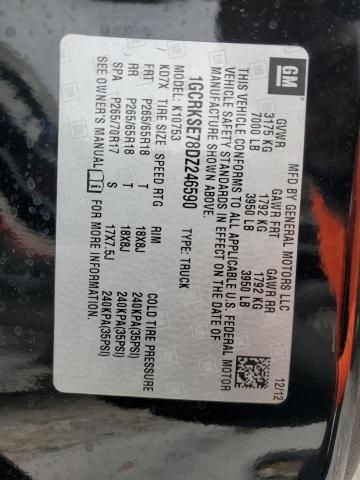 GM
MFD BY GENERAL MOTORS LLC
12/12
GVWR GAWR FRT GAWR RR
3175 KG 1792 KG 1792 KG
7000 LB 3950 LB 3950 LB
THIS VEHICLE CONFORMS TO ALL APPLICABLE U.S. FEDERAL MOTOR
VEHICLE SAFETY STANDARDS IN EFFECT ON THE DATE OF
MANUFACTURE SHOWN ABOVE.
1GCRKSE78DZ246590 TYPE: TRUCK
MODEL: K10753
/ KD7X TIRE SIZE SPEED RTG RIM COLD TIRE PRESSURE
FRT P265/65R18 T 18X8J 240KPA(35PSI)
RR P265/65R18 T 18X8J 240KPA(35PSI)
SPA P265/70R17 S 17X7.5J 240KPA(35PSI)
SEE OWNER'S MANUAL FOR MORE INFORMATION.